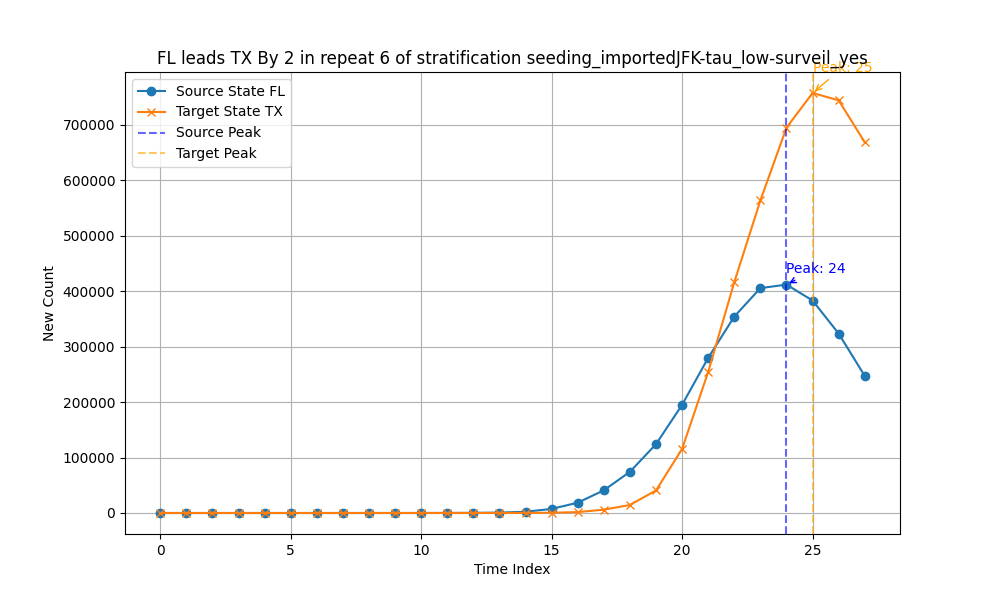 FL leads TX By 2 in repeat 6 of stratification seeding_importedJFK-tau_low-surveil_yes
Peak: 25
Source State FL
Target State TX
Source Peak
Target Peak
Peak: 24
New Count
700000
600000
500000
400000
300000
200000
100000
0
0 5 10 15 20 25
Time Index